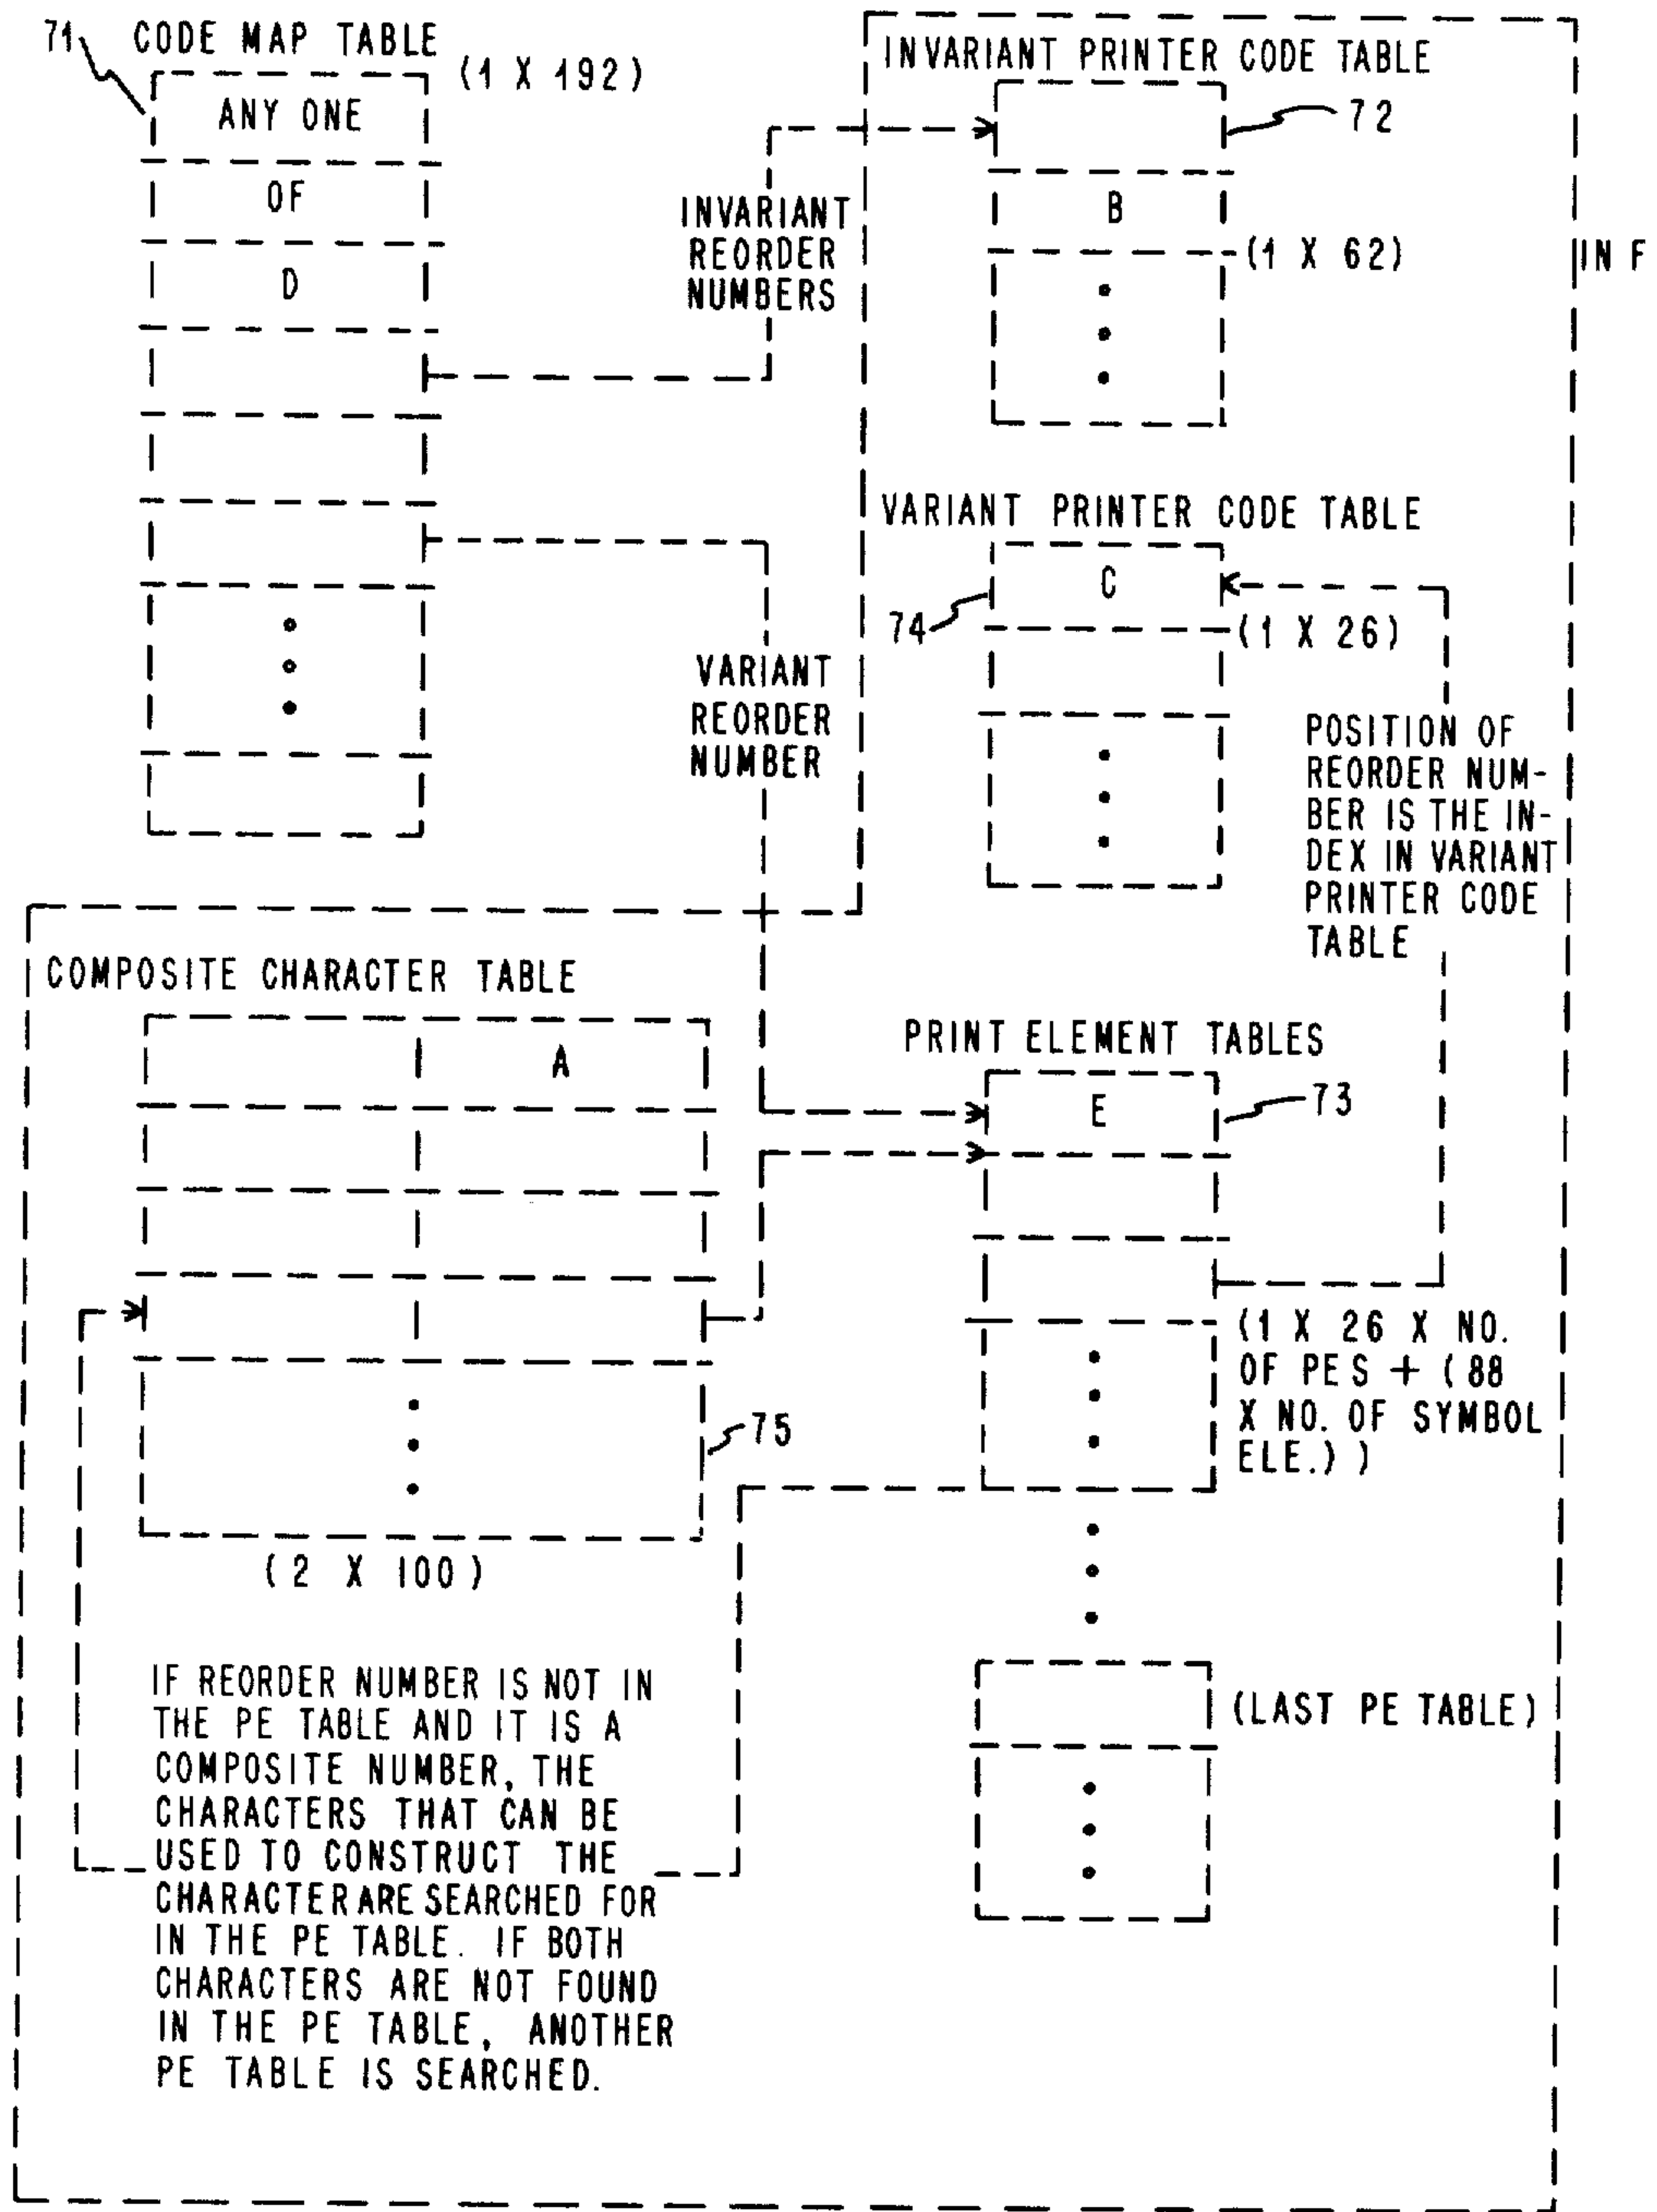 71 CODE MAP TABLE
(1 X 192)
ANY ONE
OF
D
INVARIANT
REORDER
NUMBERS
VARIANT
REORDER
NUMBER
INVARIANT PRINTER CODE TABLE
72
B
(1 X 62)
IN F
VARIANT PRINTER CODE TABLE
C
74
(1 X 26)
POSITION OF
REORDER NUM-
BER IS THE IN-
DEX IN VARIANT
PRINTER CODE
TABLE
COMPOSITE CHARACTER TABLE
A
75
(2 X 100)
PRINT ELEMENT TABLES
E
73
(1 X 26 X NO.
OF PES + (88
X NO. OF SYMBOL
ELE.))
(LAST PE TABLE)
IF REORDER NUMBER IS NOT IN
THE PE TABLE AND IT IS A
COMPOSITE NUMBER, THE
CHARACTERS THAT CAN BE
USED TO CONSTRUCT THE
CHARACTER ARE SEARCHED FOR
IN THE PE TABLE. IF BOTH
CHARACTERS ARE NOT FOUND
IN THE PE TABLE, ANOTHER
PE TABLE IS SEARCHED.